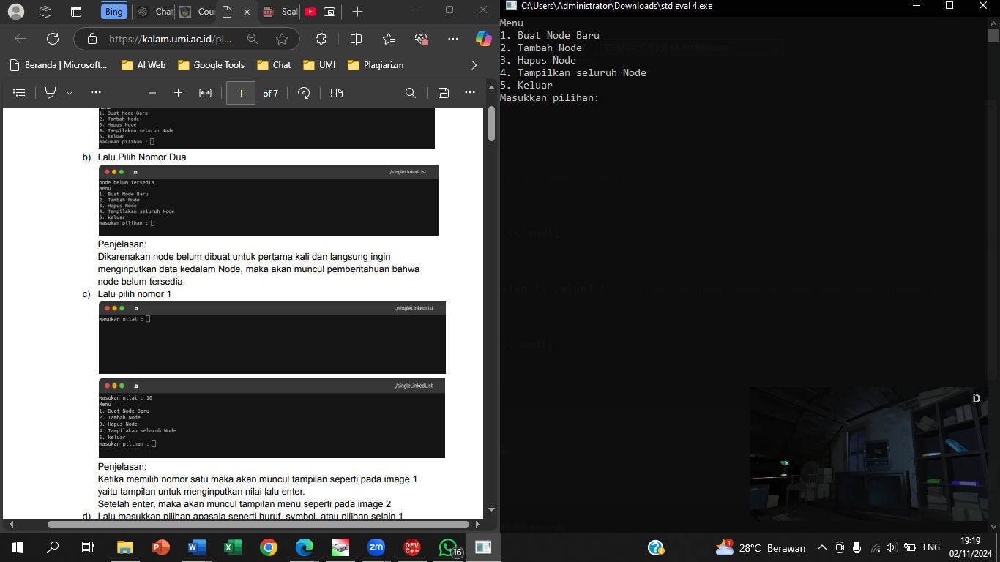 Bing
Chat
Cou
Soal
https://kalam.umi.ac.id/pl...
Beranda | Microsoft...
AI Web
Google Tools
Chat
UMI
Plagiarizm
1
of 7
1. Buat Node Baru
2. Tambah Node
3. Hapus Node
4. Tampilakan seluruh Node
5. keluar
masukan pilihan :
b) Lalu Pilih Nomor Dua
./singleLinkedList
node belum tersedia
Menu
1. Buat Node Baru
2. Tambah Node
3. Hapus Node
4. Tampilakan seluruh Node
5. keluar
masukan pilihan :
Penjelasan:
Dikarenakan node belum dibuat untuk pertama kali dan langsung ingin
menginputkan data kedalam Node, maka akan muncul pemberitahuan bahwa
node belum tersedia
c) Lalu pilih nomor 1
./singleLinkedList
masukan nilai :
./singleLinkedList
masukan nilai : 10
Menu
1. Buat Node Baru
2. Tambah Node
3. Hapus Node
4. Tampilakan seluruh Node
5. keluar
masukan pilihan :
Penjelasan:
Ketika memilih nomor satu maka akan muncul tampilan seperti pada image 1
yaitu tampilan untuk menginputkan nilai lalu enter.
Setelah enter, maka akan muncul tampilan menu seperti pada image 2
d) Lalu masukkan pilihan apasaja seperti huruf, symbol, atau pilihan selain 1
C:\Users\Administrator\Downloads\std eval 4.exe
Menu
1. Buat Node Baru
2. Tambah Node
3. Hapus Node
4. Tampilkan seluruh Node
5. Keluar
Masukkan pilihan:
<< endl;
<< endl;
zm
DEV C++
16
1
28°C Berawan
ENG
19:19
02/11/2024